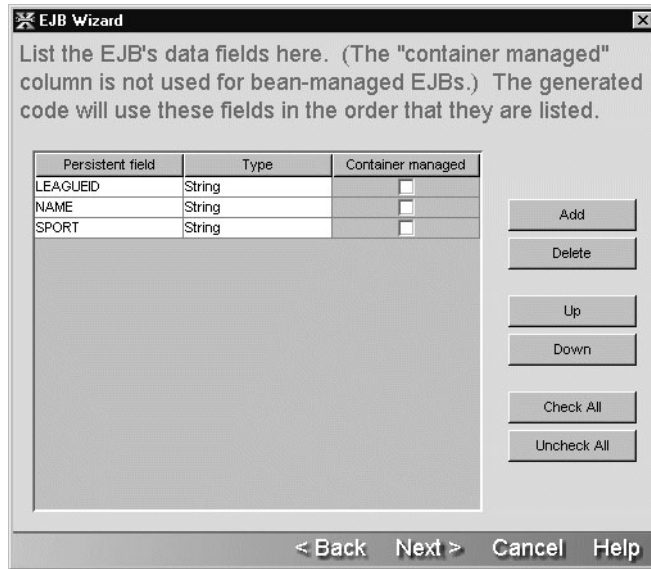 EJB Wizard
List the EJB's data fields here. (The "container managed"
column is not used for bean-managed EJBs.) The generated
code will use these fields in the order that they are listed.
Persistent field Type Container managed
LEAGUEID String
NAME String
SPORT String
Add
Delete
Up
Down
Check All
Uncheck All
< Back Next > Cancel Help